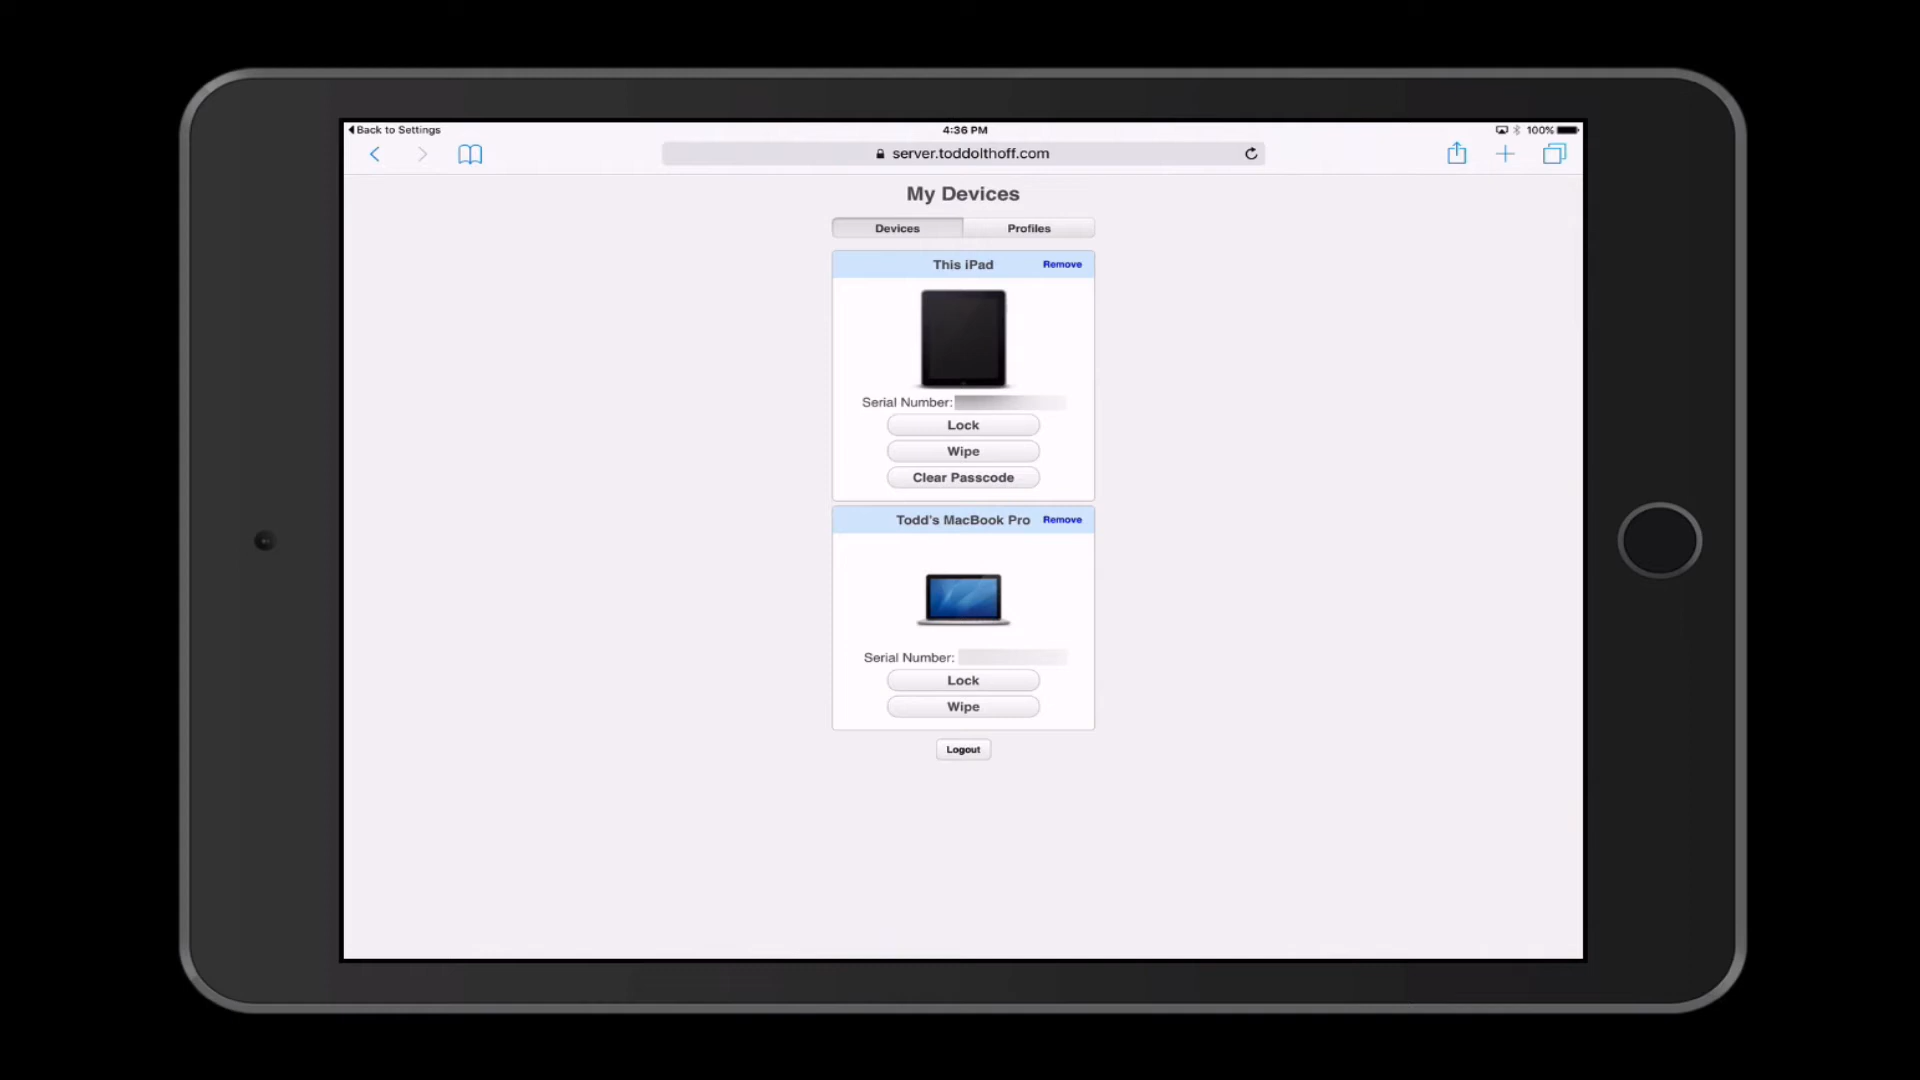 Back to Settings
4:36 PM
100%
server.toddolthoff.com
My Devices
Devices
Profiles
This iPad
Remove
Serial Number:
Lock
Wipe
Clear Passcode
Todd's MacBook Pro
Remove
Serial Number:
Lock
Wipe
Logout